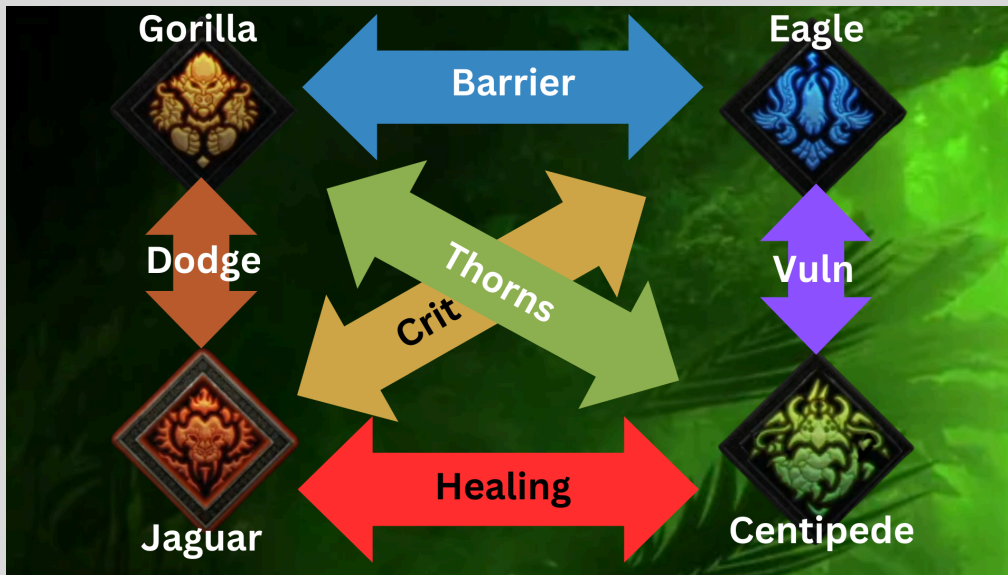 Gorilla
Eagle
Barrier
Dodge
Thorns
Crit
Vuln
Healing
Jaguar
Centipede